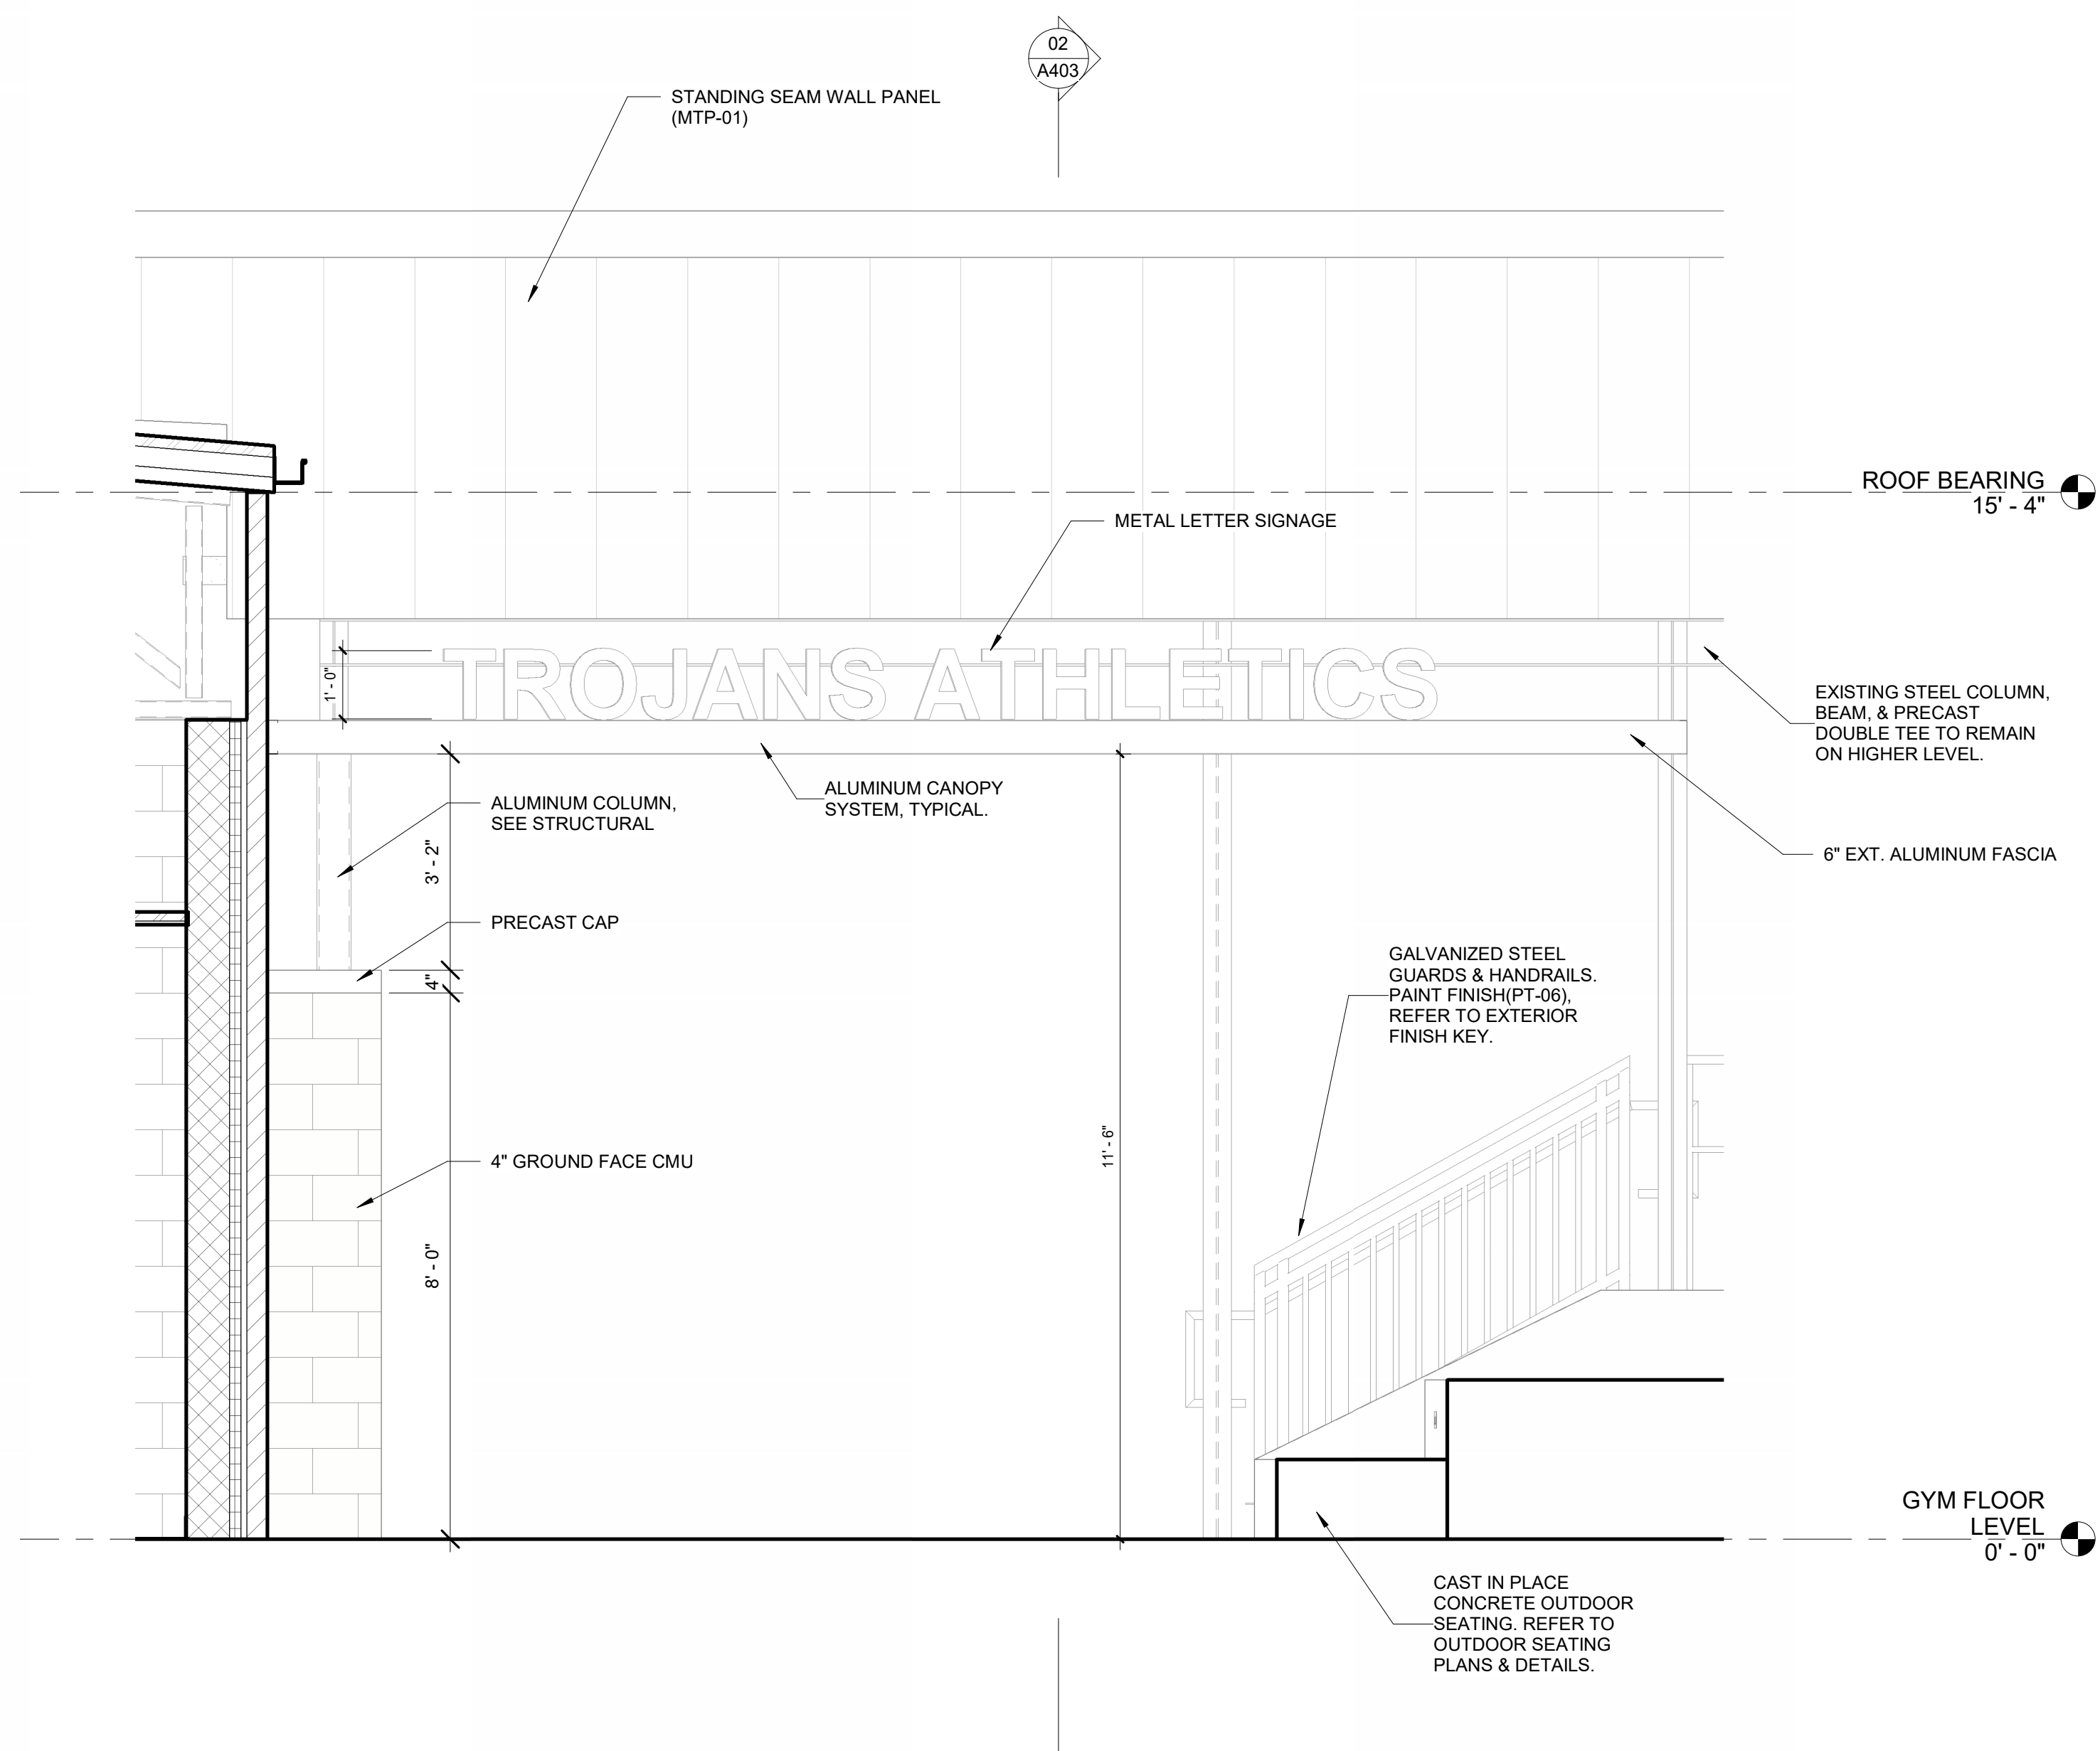 02
A403
STANDING SEAM WALL PANEL
(MTP-01)
ROOF BEARING
15' - 4"
METAL LETTER SIGNAGE
1' - 0"
TROJANS ATHLETICS
EXISTING STEEL COLUMN,
BEAM, & PRECAST
DOUBLE TEE TO REMAIN
ON HIGHER LEVEL.
ALUMINUM CANOPY
SYSTEM, TYPICAL.
ALUMINUM COLUMN,
SEE STRUCTURAL
3' - 2"
6" EXT. ALUMINUM FASCIA
PRECAST CAP
4"
GALVANIZED STEEL
GUARDS & HANDRAILS.
PAINT FINISH(PT-06),
REFER TO EXTERIOR
FINISH KEY.
11' - 6"
4" GROUND FACE CMU
8' - 0"
GYM FLOOR
LEVEL
0' - 0"
CAST IN PLACE
CONCRETE OUTDOOR
SEATING. REFER TO
OUTDOOR SEATING
PLANS & DETAILS.